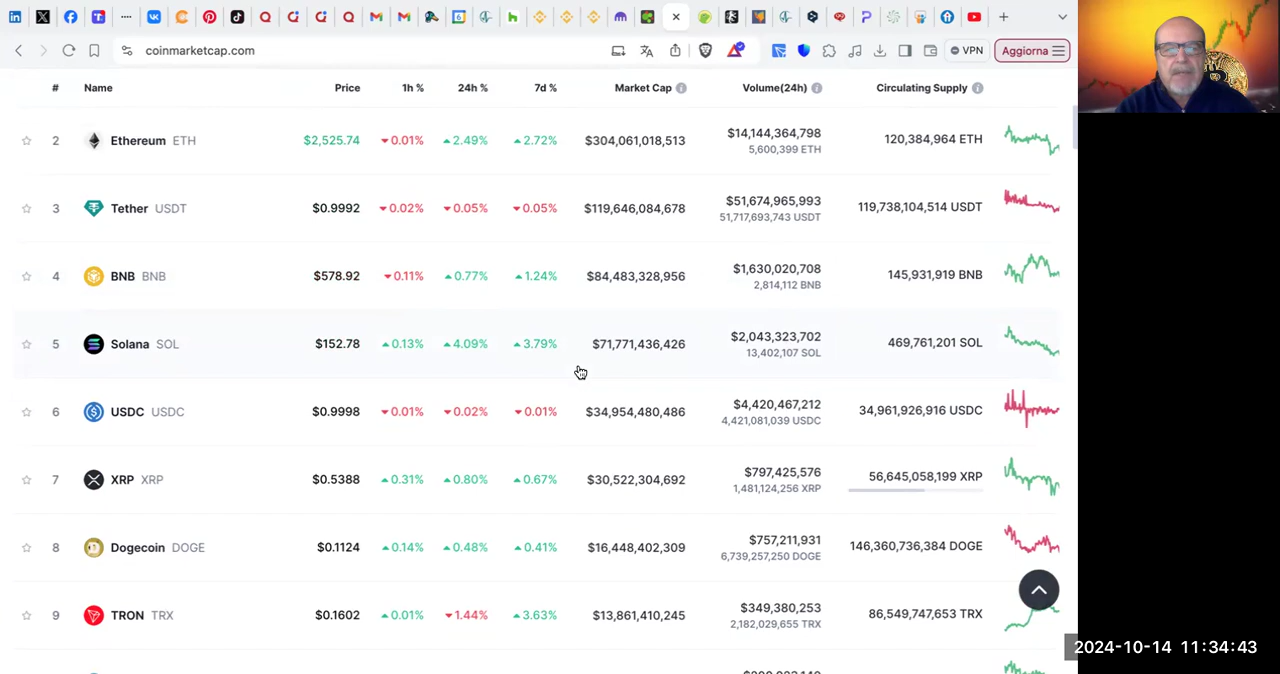 coinmarketcap.com
VPN
Aggiorna
# Name Price 1h % 24h % 7d % Market Cap Volume(24h) Circulating Supply
2 Ethereum ETH $2,525.74 0.01% 2.49% 2.72% $304,061,018,513 $14,144,364,798 120,384,964 ETH
5,600,399 ETH
3 Tether USDT $0.9992 0.02% 0.05% 0.05% $119,646,084,678 $51,674,965,993 119,738,104,514 USDT
51,717,693,743 USDT
4 BNB BNB $578.92 0.11% 0.77% 1.24% $84,483,328,956 $1,630,020,708 145,931,919 BNB
2,814,112 BNB
5 Solana SOL $152.78 0.13% 4.09% 3.79% $71,771,436,426 $2,043,323,702 469,761,201 SOL
13,402,107 SOL
6 USDC USDC $0.9998 0.01% 0.02% 0.01% $34,954,480,486 $4,420,467,212 34,961,926,916 USDC
4,421,081,039 USDC
7 XRP XRP $0.5388 0.31% 0.80% 0.67% $30,522,304,692 $797,425,576 56,645,058,199 XRP
1,481,124,256 XRP
8 Dogecoin DOGE $0.1124 0.14% 0.48% 0.41% $16,448,402,309 $757,211,931 146,360,736,384 DOGE
6,739,257,250 DOGE
9 TRON TRX $0.1602 0.01% 1.44% 3.63% $13,861,410,245 $349,380,253 86,549,747,653 TRX
2,182,029,655 TRX
2024-10-14 11:34:43